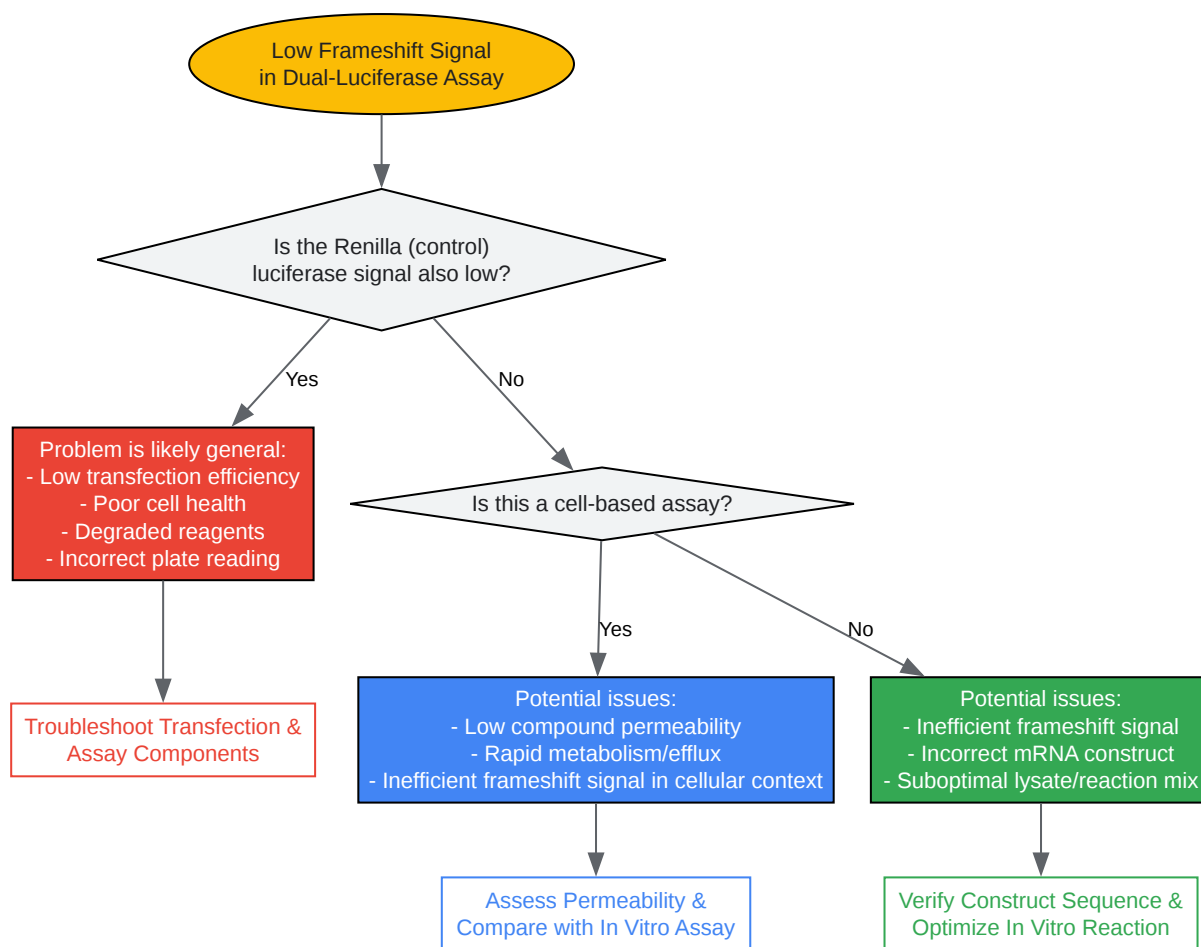 Low Frameshift Signal
in Dual-Luciferase Assay
Is the Renilla (control)
luciferase signal also low?
Yes
No
Problem is likely general:
- Low transfection efficiency
- Poor cell health
- Degraded reagents
- Incorrect plate reading
Is this a cell-based assay?
Yes
No
Troubleshoot Transfection &
Assay Components
Potential issues:
- Low compound permeability
- Rapid metabolism/efflux
- Inefficient frameshift signal in cellular context
Potential issues:
- Inefficient frameshift signal
- Incorrect mRNA construct
- Suboptimal lysate/reaction mix
Assess Permeability &
Compare with In Vitro Assay
Verify Construct Sequence &
Optimize In Vitro Reaction